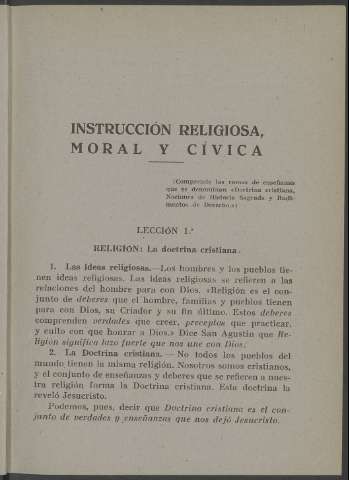 INSTRUCCIÓN RELIGIOSA,
MORAL Y CÍVICA
(Comprende los ramos de enseñanza
que se denominan «Doctrina cristiana,
Nociones de Historia Sagrada y Rudi-
mentos de Derecho».)
LECCIÓN 1.ª
RELIGIÓN: La doctrina cristiana.
1. Las ideas religiosas.—Los hombres y los pueblos tie-
nen ideas religiosas. Las ideas religiosas se refieren a las
relaciones del hombre para con Dios. «Religión es el con-
junto de deberes que el hombre, familias y pueblos tienen
para con Dios, su Criador y su fin último. Estos deberes
comprenden verdades que creer, preceptos que practicar,
y culto con que honrar a Dios.» Dice San Agustín que Re-
ligión significa lazo fuerte que nos une con Dios.
2. La Doctrina cristiana.—No todos los pueblos del
mundo tienen la misma religión. Nosotros somos cristianos,
y el conjunto de enseñanzas y deberes que se refieren a nues-
tra religión forma la Doctrina cristiana. Esta doctrina la
reveló Jesucristo.
Podemos, pues, decir que Doctrina cristiana es el con-
junto de verdades y enseñanzas que nos dejó Jesucristo.